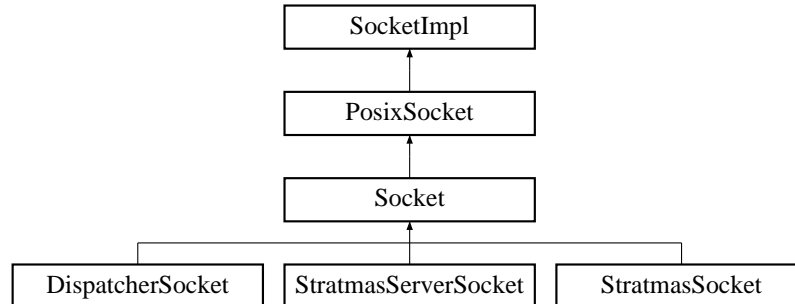 SocketImpl
PosixSocket
Socket
DispatcherSocket
StratmasServerSocket
StratmasSocket